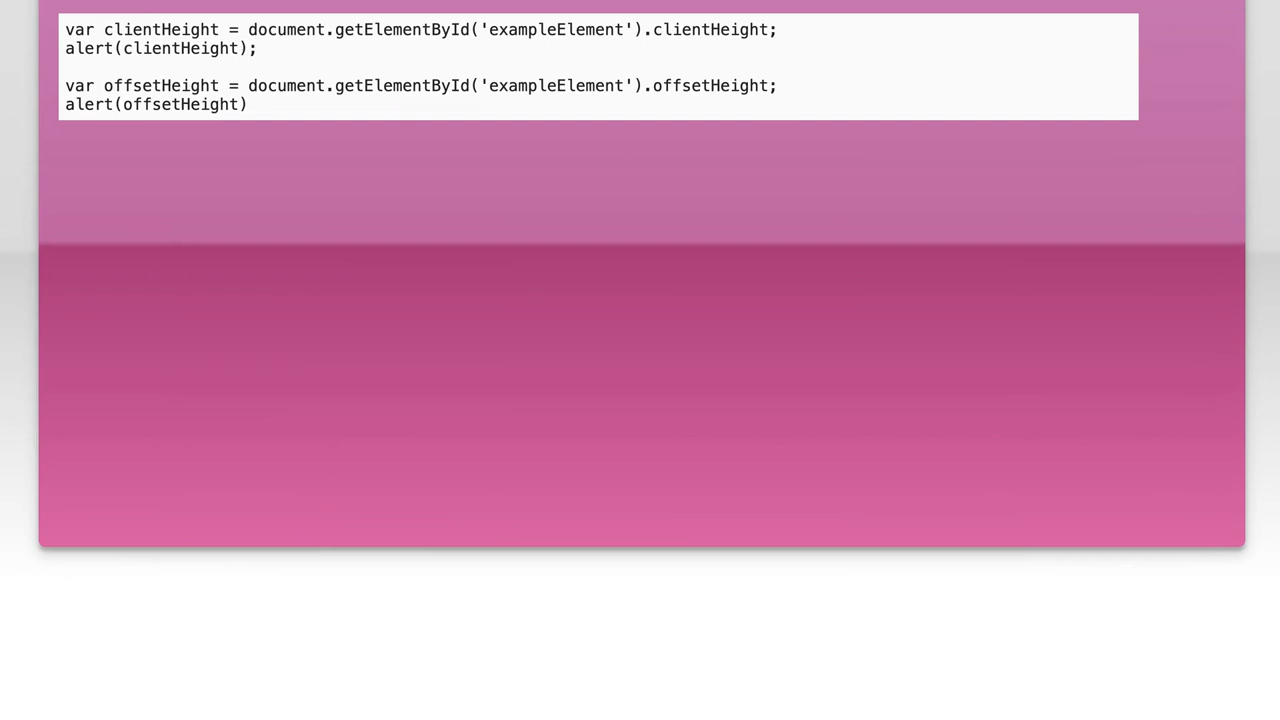 var clientHeight = document.getElementById('exampleElement').clientHeight;
alert(clientHeight);
var offsetHeight = document.getElementById('exampleElement').offsetHeight;
alert(offsetHeight)